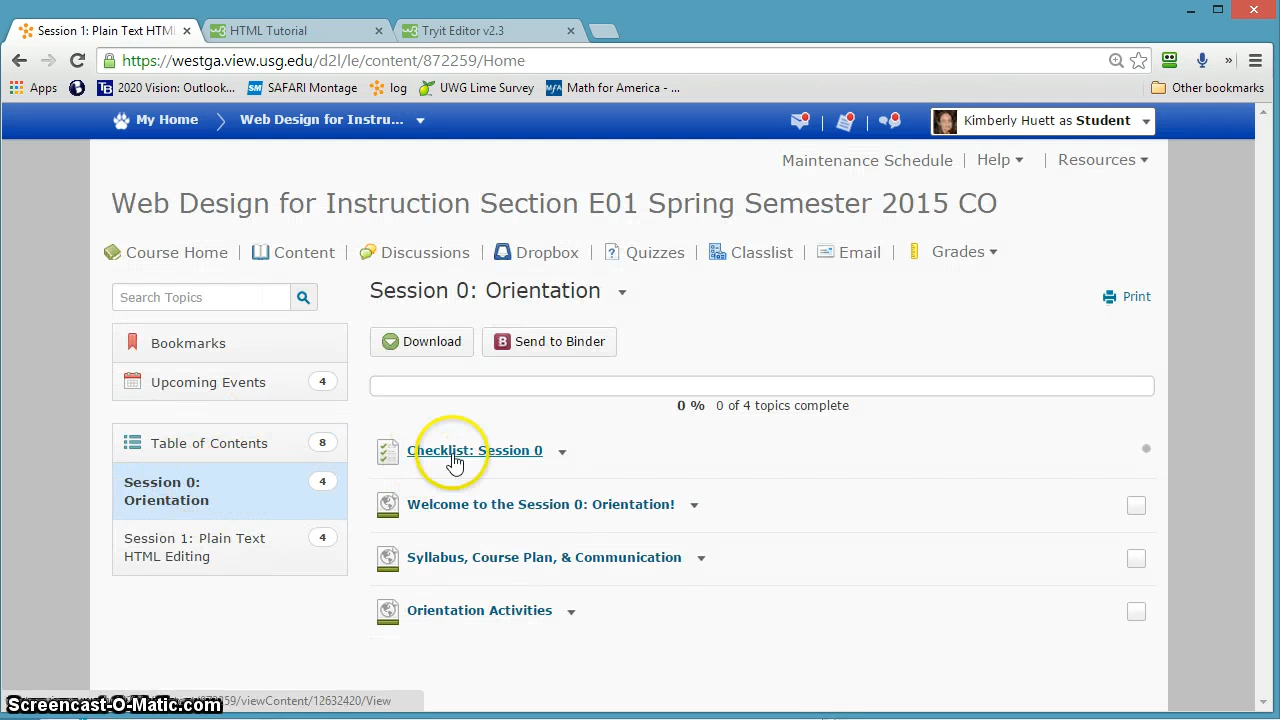 Session 1: Plain Text HTML
HTML Tutorial
Tryit Editor v2.3
https://westga.view.usg.edu/d2l/le/content/872259/Home
Apps
2020 Vision: Outlook...
SAFARI Montage
log
UWG Lime Survey
Math for America - ...
Other bookmarks
My Home
Web Design for Instru...
Kimberly Huett as Student
Maintenance Schedule
Help
Resources
Web Design for Instruction Section E01 Spring Semester 2015 CO
Course Home
Content
Discussions
Dropbox
Quizzes
Classlist
Email
Grades
Search Topics
Session 0: Orientation
Print
Bookmarks
Download
Send to Binder
Upcoming Events 4
0 % 0 of 4 topics complete
Table of Contents 8
Checklist: Session 0
Session 0:
Orientation
4
Welcome to the Session 0: Orientation!
Session 1: Plain Text
HTML Editing
4
Syllabus, Course Plan, & Communication
Orientation Activities
/viewContent/12632420/View
Screencast-O-Matic.com